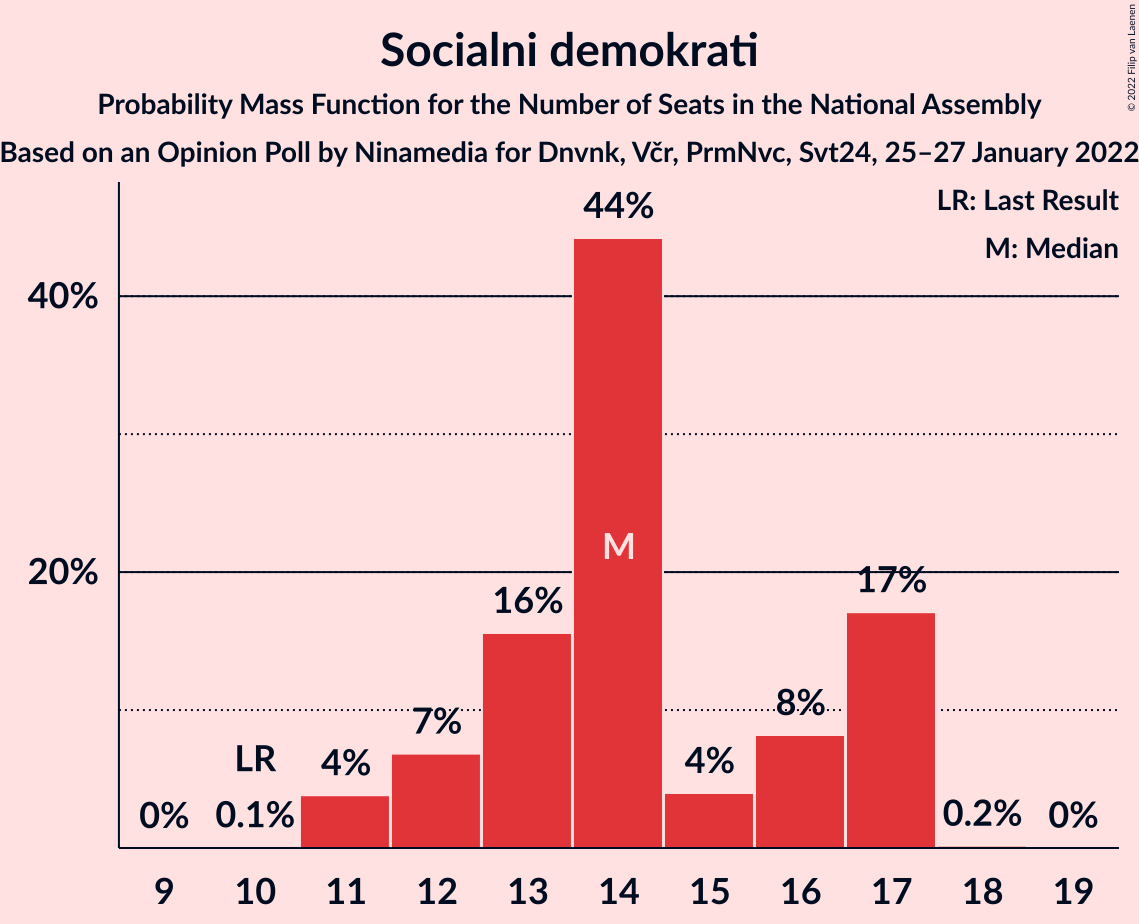 Socialni demokrati
Probability Mass Function for the Number of Seats in the National Assembly
Based on an Opinion Poll by Ninamedia for Dnvnk, Včr, PrmNvc, Svt24, 25–27 January 2022
© 2022 Filip van Laenen
LR: Last Result
M: Median
40%
20%
0%
LR
0.1%
4%
7%
16%
44%
M
4%
8%
17%
0.2%
0%
9 10 11 12 13 14 15 16 17 18 19